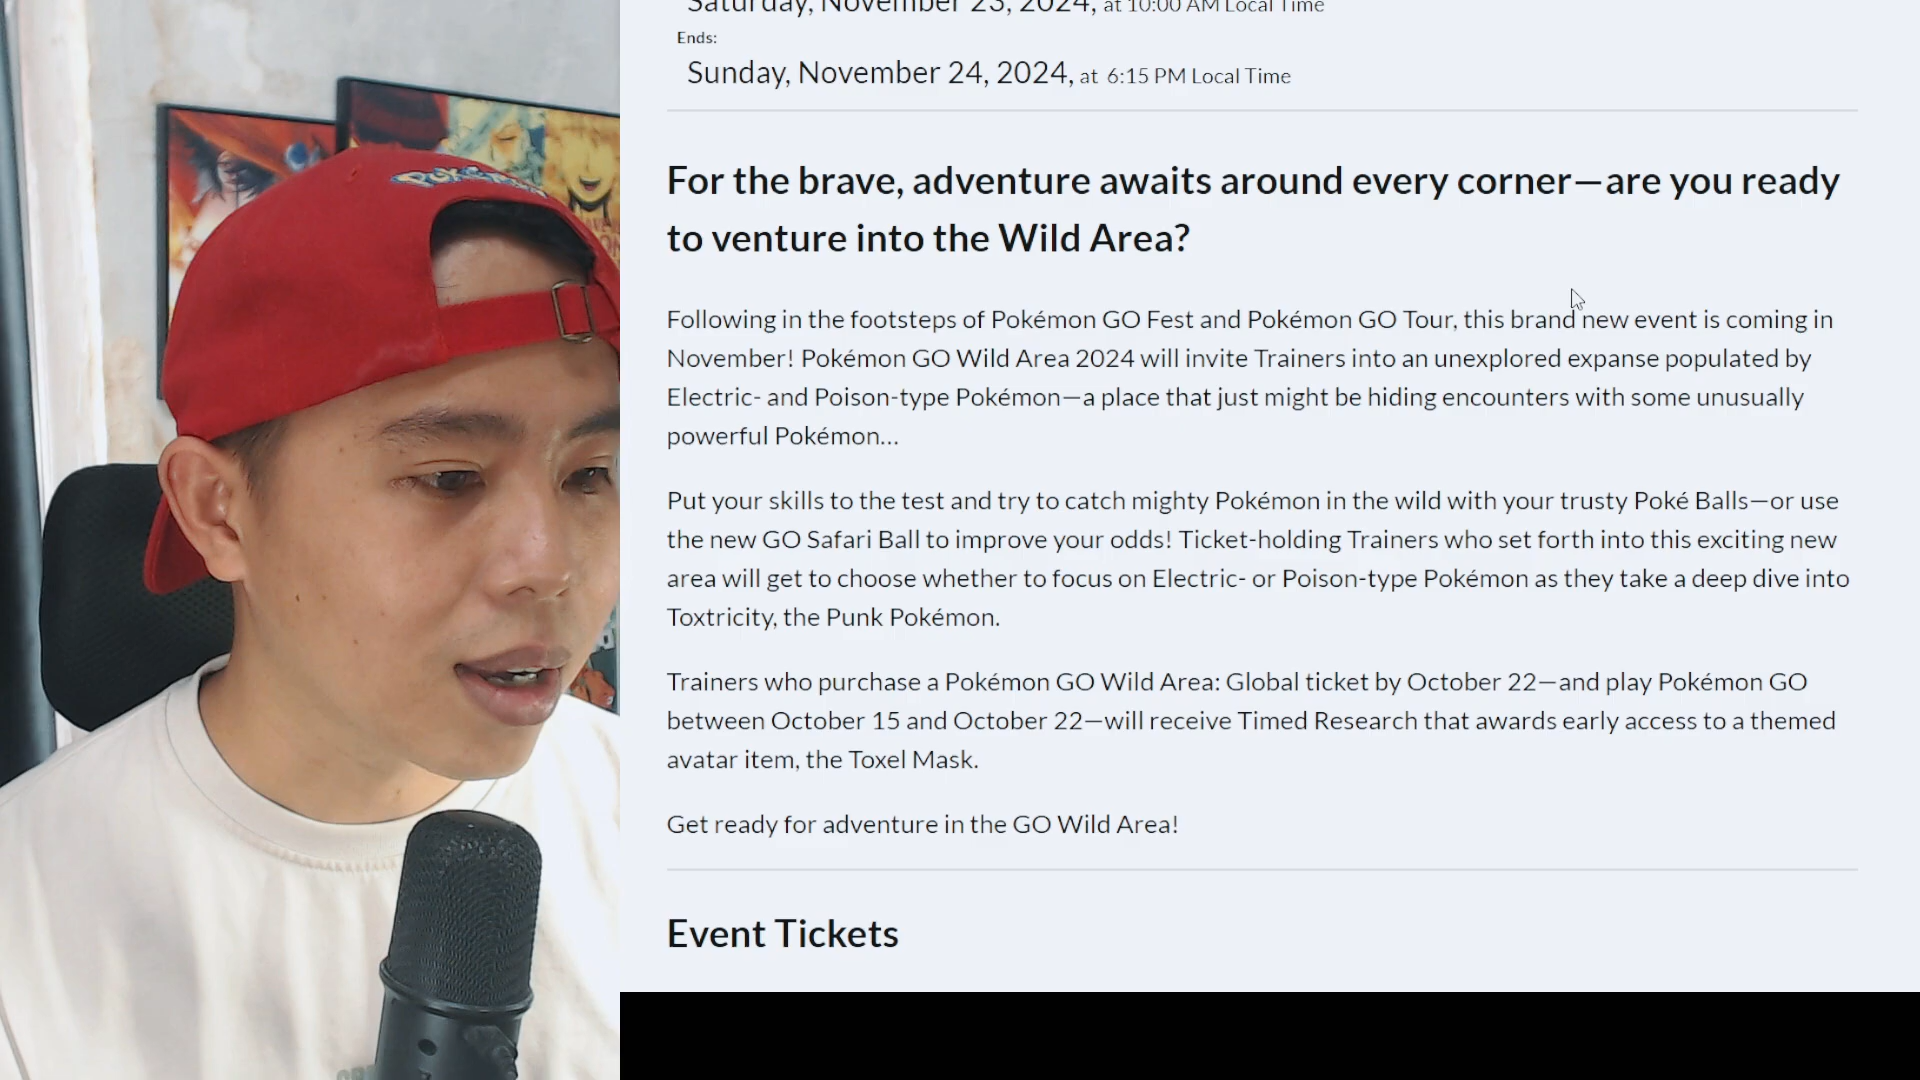 Saturday, November 23, 2024, at 10:00 AM Local Time
Ends:
Sunday, November 24, 2024, at 6:15 PM Local Time
For the brave, adventure awaits around every corner—are you ready
to venture into the Wild Area?
Following in the footsteps of Pokémon GO Fest and Pokémon GO Tour, this brand new event is coming in
November! Pokémon GO Wild Area 2024 will invite Trainers into an unexplored expanse populated by
Electric- and Poison-type Pokémon—a place that just might be hiding encounters with some unusually
powerful Pokémon...
Put your skills to the test and try to catch mighty Pokémon in the wild with your trusty Poké Balls—or use
the new GO Safari Ball to improve your odds! Ticket-holding Trainers who set forth into this exciting new
area will get to choose whether to focus on Electric- or Poison-type Pokémon as they take a deep dive into
Toxtricity, the Punk Pokémon.
Trainers who purchase a Pokémon GO Wild Area: Global ticket by October 22—and play Pokémon GO
between October 15 and October 22—will receive Timed Research that awards early access to a themed
avatar item, the Toxel Mask.
Get ready for adventure in the GO Wild Area!
Event Tickets